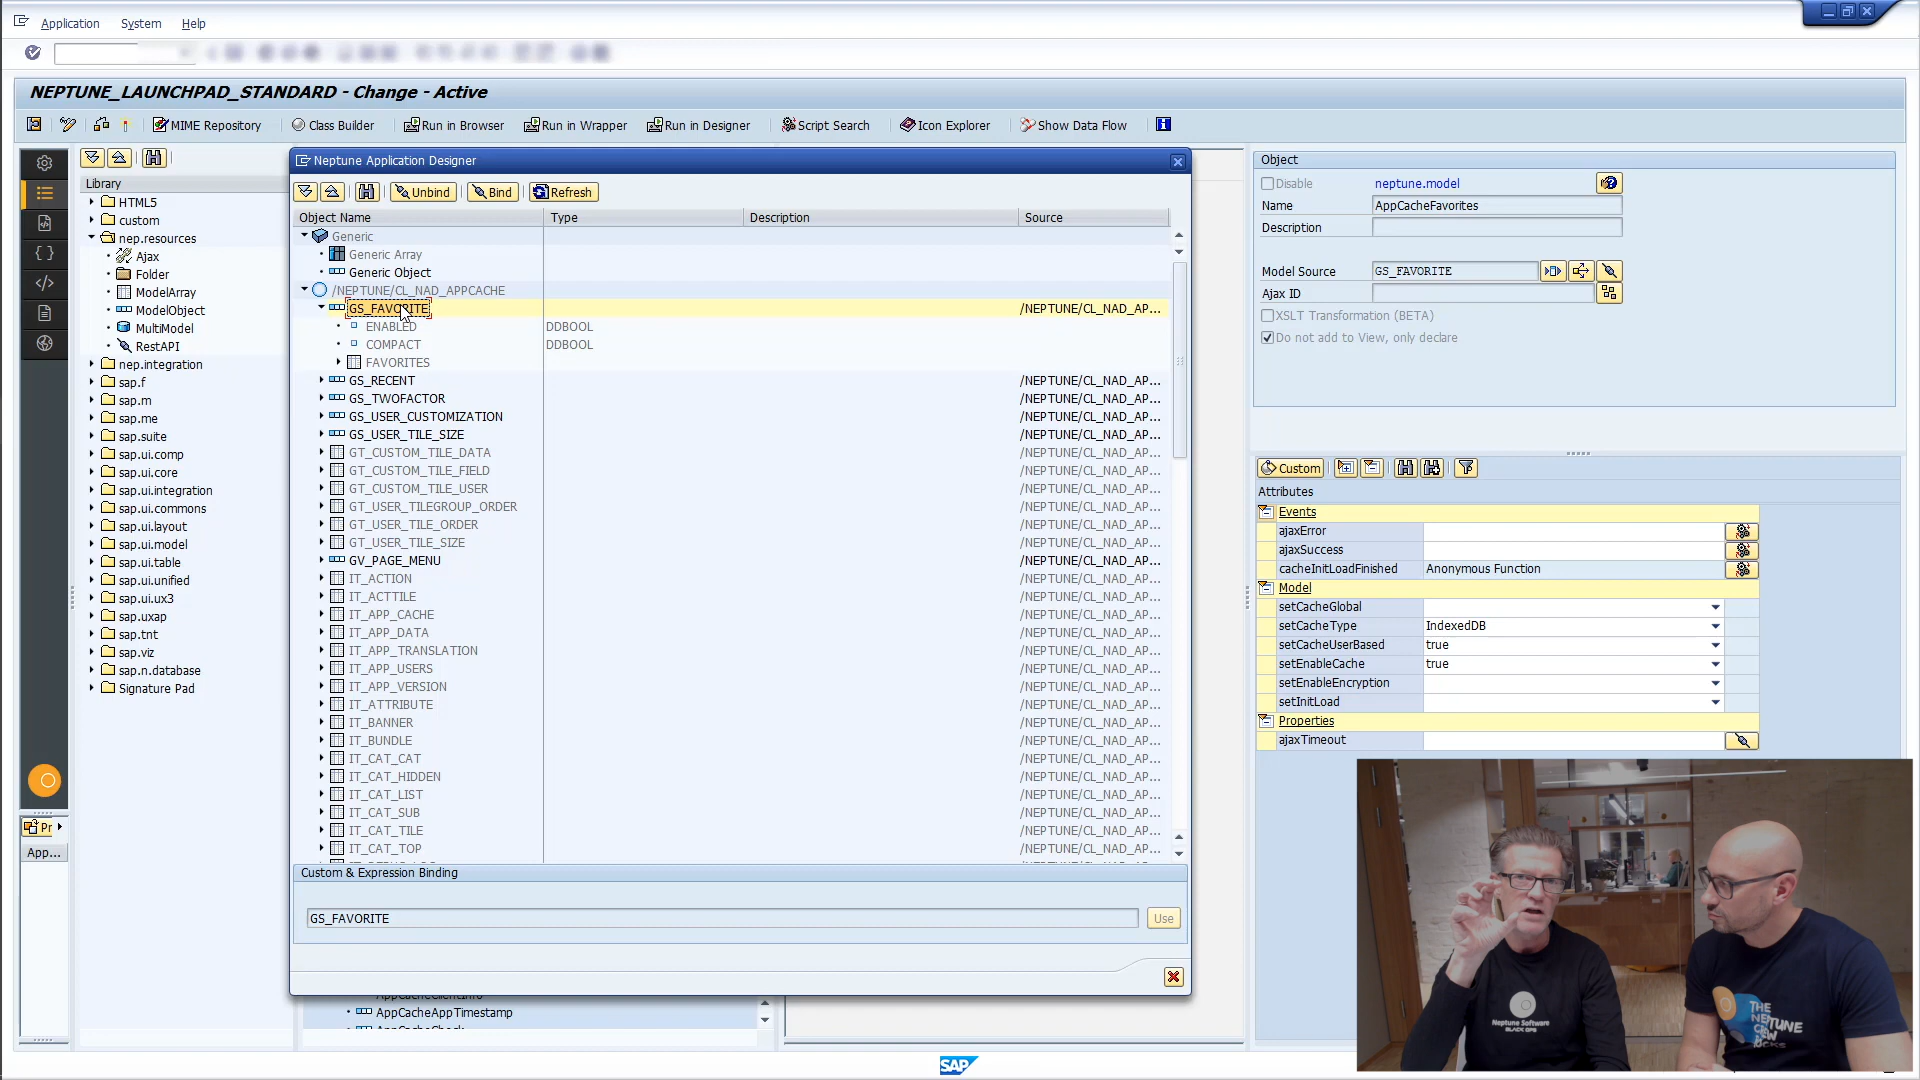 Application System Help
NEPTUNE_LAUNCHPAD_STANDARD - Change - Active
MIME Repository Class Builder Run in Browser Run in Wrapper Run in Designer Script Search Icon Explorer Show Data Flow
Library
HTML5
custom
nep.resources
Ajax
Folder
ModelArray
ModelObject
MultiModel
RestAPI
nep.integration
sap.f
sap.m
sap.me
sap.suite
sap.ui.comp
sap.ui.core
sap.ui.integration
sap.ui.commons
sap.ui.layout
sap.ui.model
sap.ui.table
sap.ui.unified
sap.ui.ux3
sap.uxap
sap.tnt
sap.viz
sap.n.database
Signature Pad
Pr
App...
Neptune Application Designer
Unbind Bind Refresh
Object Name Type Description Source
Generic
Generic Array
Generic Object
/NEPTUNE/CL_NAD_APPCACHE
GS_FAVORITE /NEPTUNE/CL_NAD_AP...
ENABLED DDBOOL
COMPACT DDBOOL
FAVORITES
GS_RECENT /NEPTUNE/CL_NAD_AP...
GS_TWOFACTOR /NEPTUNE/CL_NAD_AP...
GS_USER_CUSTOMIZATION /NEPTUNE/CL_NAD_AP...
GS_USER_TILE_SIZE /NEPTUNE/CL_NAD_AP...
GT_CUSTOM_TILE_DATA /NEPTUNE/CL_NAD_AP...
GT_CUSTOM_TILE_FIELD /NEPTUNE/CL_NAD_AP...
GT_CUSTOM_TILE_USER /NEPTUNE/CL_NAD_AP...
GT_USER_TILEGROUP_ORDER /NEPTUNE/CL_NAD_AP...
GT_USER_TILE_ORDER /NEPTUNE/CL_NAD_AP...
GT_USER_TILE_SIZE /NEPTUNE/CL_NAD_AP...
GV_PAGE_MENU /NEPTUNE/CL_NAD_AP...
IT_ACTION /NEPTUNE/CL_NAD_AP...
IT_ACTTILE /NEPTUNE/CL_NAD_AP...
IT_APP_CACHE /NEPTUNE/CL_NAD_AP...
IT_APP_DATA /NEPTUNE/CL_NAD_AP...
IT_APP_TRANSLATION /NEPTUNE/CL_NAD_AP...
IT_APP_USERS /NEPTUNE/CL_NAD_AP...
IT_APP_VERSION /NEPTUNE/CL_NAD_AP...
IT_ATTRIBUTE /NEPTUNE/CL_NAD_AP...
IT_BANNER /NEPTUNE/CL_NAD_AP...
IT_BUNDLE /NEPTUNE/CL_NAD_AP...
IT_CAT_CAT /NEPTUNE/CL_NAD_AP...
IT_CAT_HIDDEN /NEPTUNE/CL_NAD_AP...
IT_CAT_LIST /NEPTUNE/CL_NAD_AP...
IT_CAT_SUB /NEPTUNE/CL_NAD_AP...
IT_CAT_TILE /NEPTUNE/CL_NAD_AP...
IT_CAT_TOP /NEPTUNE/CL_NAD_AP...
Custom & Expression Binding
GS_FAVORITE Use
AppCacheAppTimestamp
Object
Disable neptune.model
Name AppCacheFavorites
Description
Model Source GS_FAVORITE
Ajax ID
XSLT Transformation (BETA)
Do not add to View, only declare
Custom
Attributes
Events
ajaxError
ajaxSuccess
cacheInitLoadFinished Anonymous Function
Model
setCacheGlobal
setCacheType IndexedDB
setCacheUserBased true
setEnableCache true
setEnableEncryption
setInitLoad
Properties
ajaxTimeout
Neptune Software
BLACK OPS
THE
NEPTUNE
CREW
ROCKS
SAP